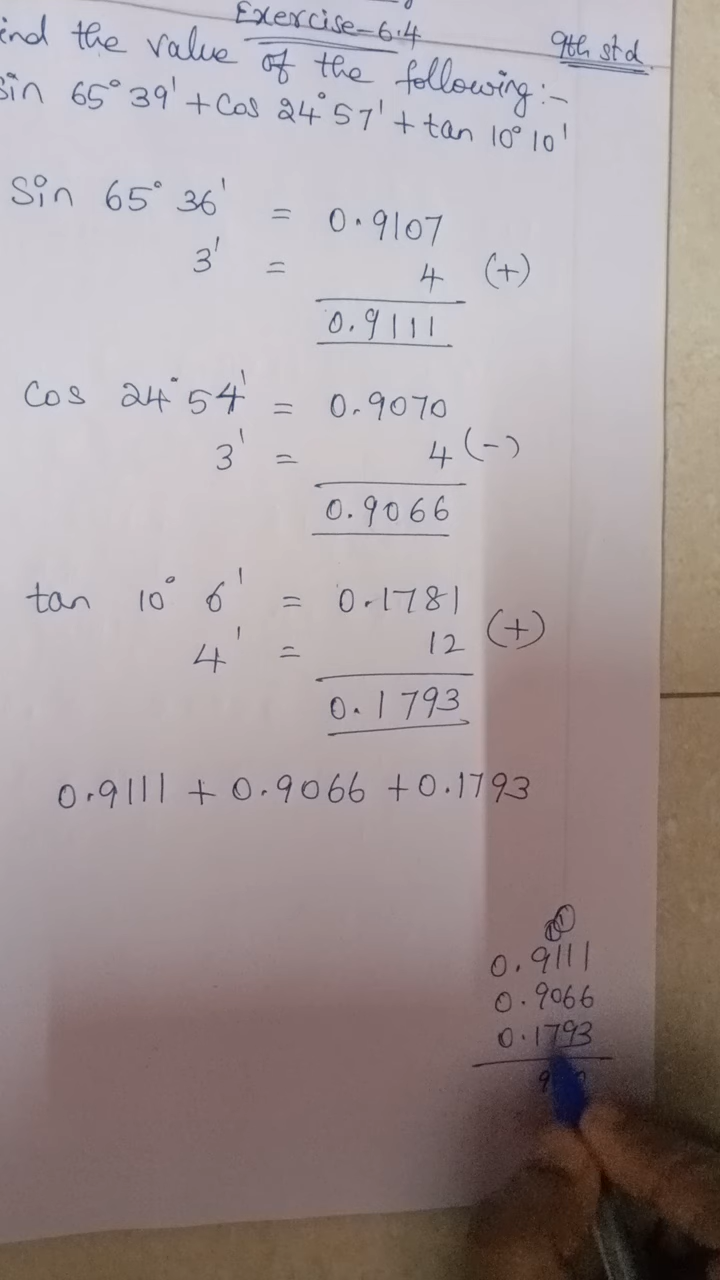 Exercise-6.4
9th std
ind the value of the following:-
sin 65° 39' + cos 24° 57' + tan 10° 10'
Sin 65° 36' = 0.9107
3' = 4 (+)
0.9111
cos 24° 54' = 0.9070
3' = 4 (-)
0.9066
tan 10° 6' = 0.1781
4' = 12 (+)
0.1793
0.9111 + 0.9066 + 0.1793
0.9111
0.9066
0.1793